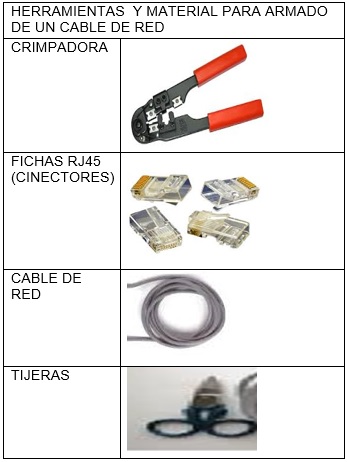 HERRAMIENTAS Y MATERIAL PARA ARMADO
DE UN CABLE DE RED
CRIMPADORA
FICHAS RJ45
(CINECTORES)
CABLE DE
RED
TIJERAS